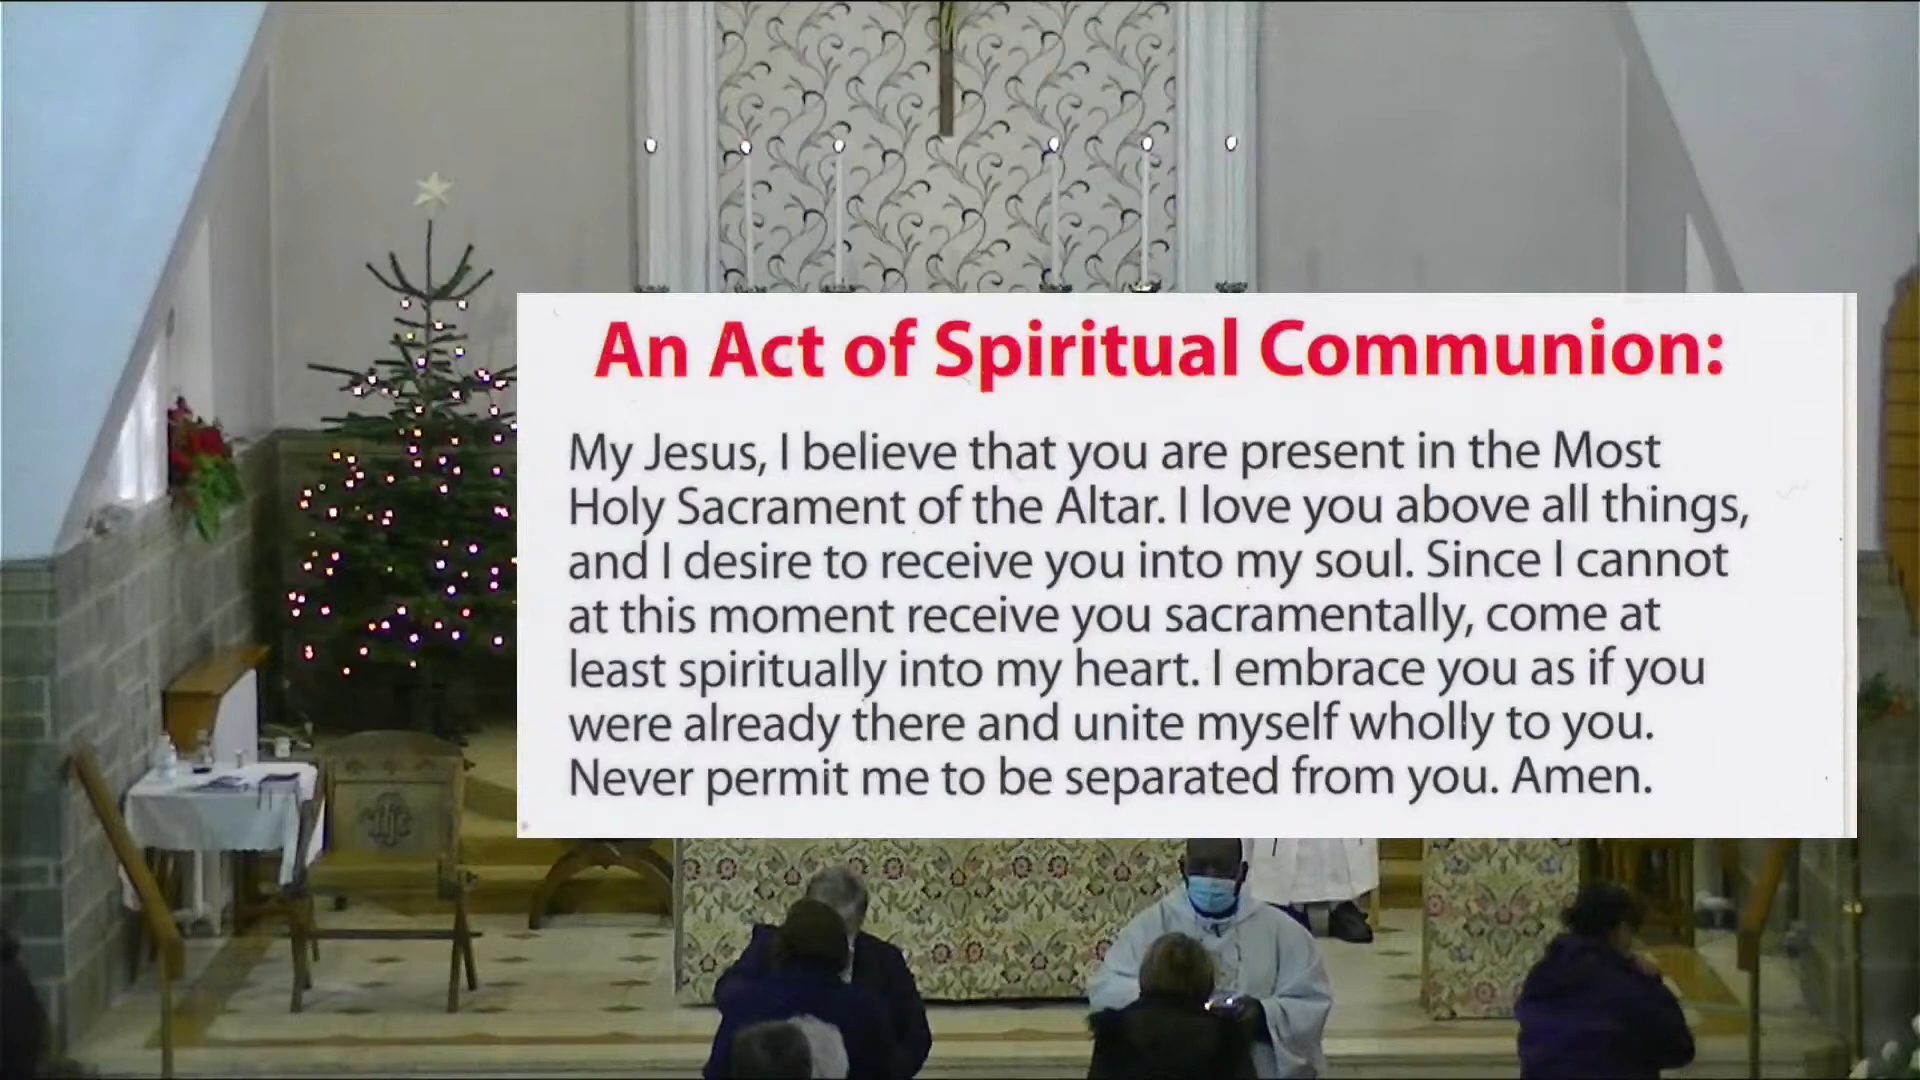 An Act of Spiritual Communion:
My Jesus, I believe that you are present in the Most
Holy Sacrament of the Altar. I love you above all things,
and I desire to receive you into my soul. Since I cannot
at this moment receive you sacramentally, come at
least spiritually into my heart. I embrace you as if you
were already there and unite myself wholly to you.
Never permit me to be separated from you. Amen.